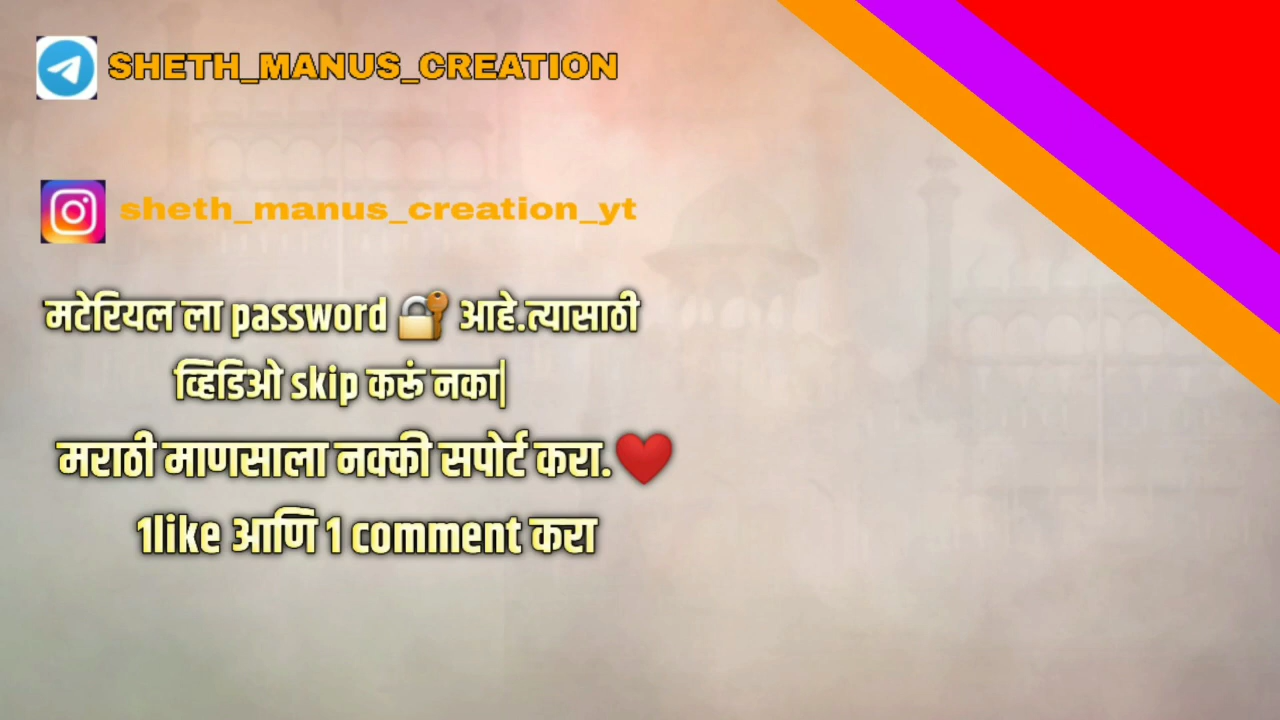 SHETH_MANUS_CREATION
sheth_manus_creation_yt
मटेरियल ला password 🔐 आहे.त्यासाठी
व्हिडिओ skip करूं नका|
मराठी माणसाला नक्की सपोर्ट करा.❤️
1like आणि 1 comment करा